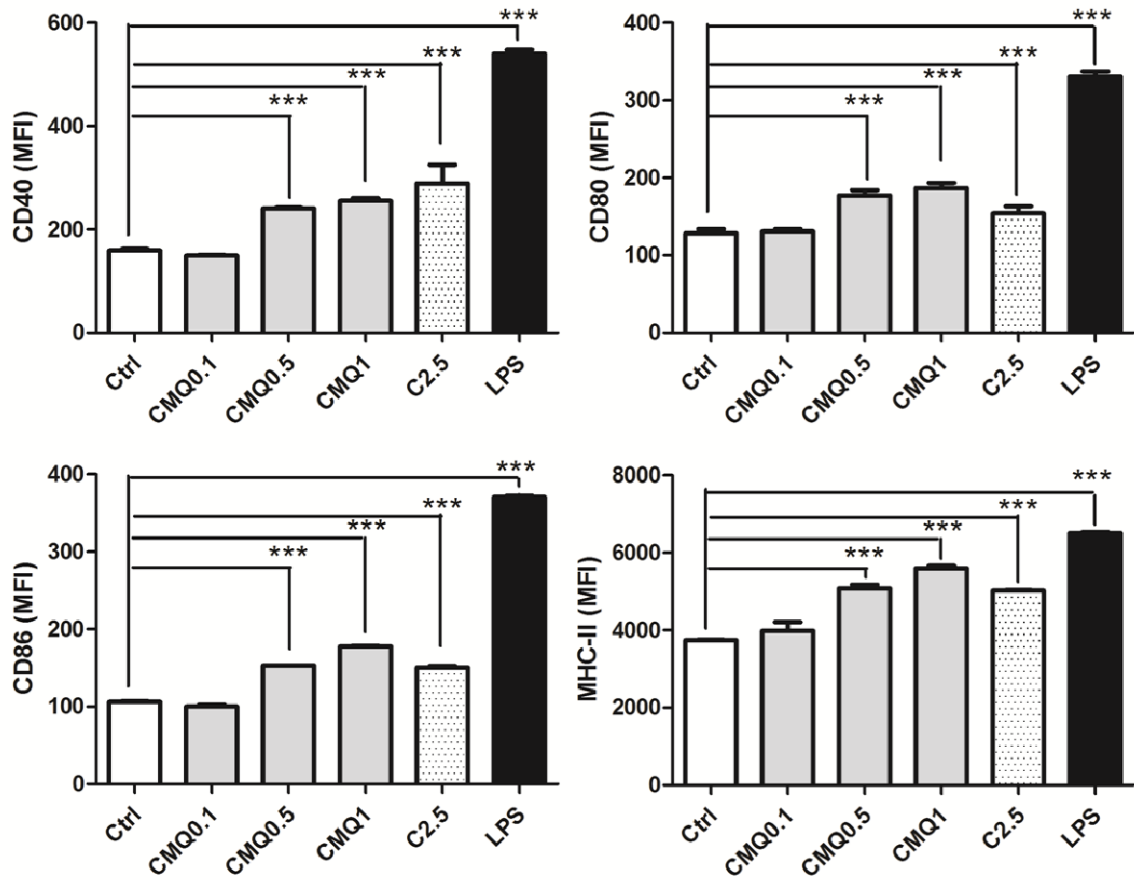 CD40 (MFI)
600
400
200
0
***
***
***
***
Ctrl
CMQ0.1
CMQ0.5
CMQ1
C2.5
LPS
CD80 (MFI)
400
300
200
100
0
***
***
***
***
Ctrl
CMQ0.1
CMQ0.5
CMQ1
C2.5
LPS
CD86 (MFI)
400
300
200
100
0
***
***
***
***
Ctrl
CMQ0.1
CMQ0.5
CMQ1
C2.5
LPS
MHC-II (MFI)
8000
6000
4000
2000
0
***
***
***
***
Ctrl
CMQ0.1
CMQ0.5
CMQ1
C2.5
LPS